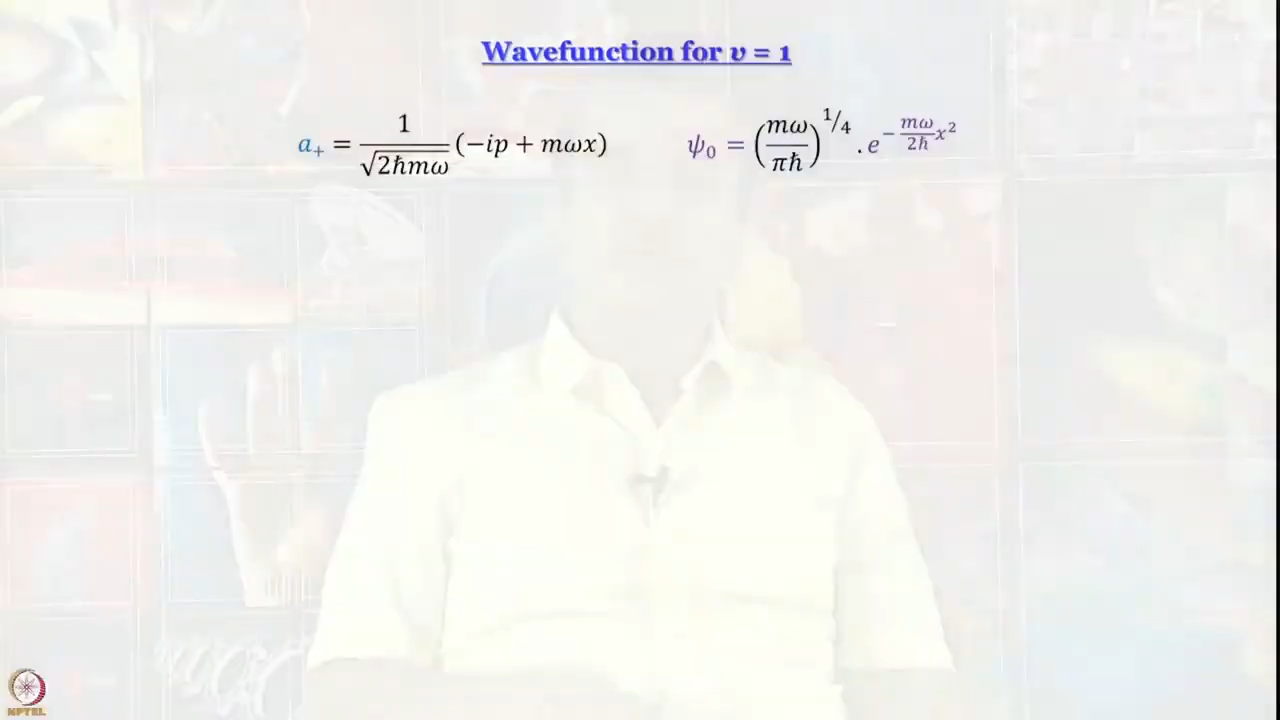 Wavefunction for v = 1
a₊ = 1/√(2ħmω) (−ip + mωx)
ψ₀ = (mω/πħ)^(1/4) . e^(−(mω/2ħ)x²)
NPTEL